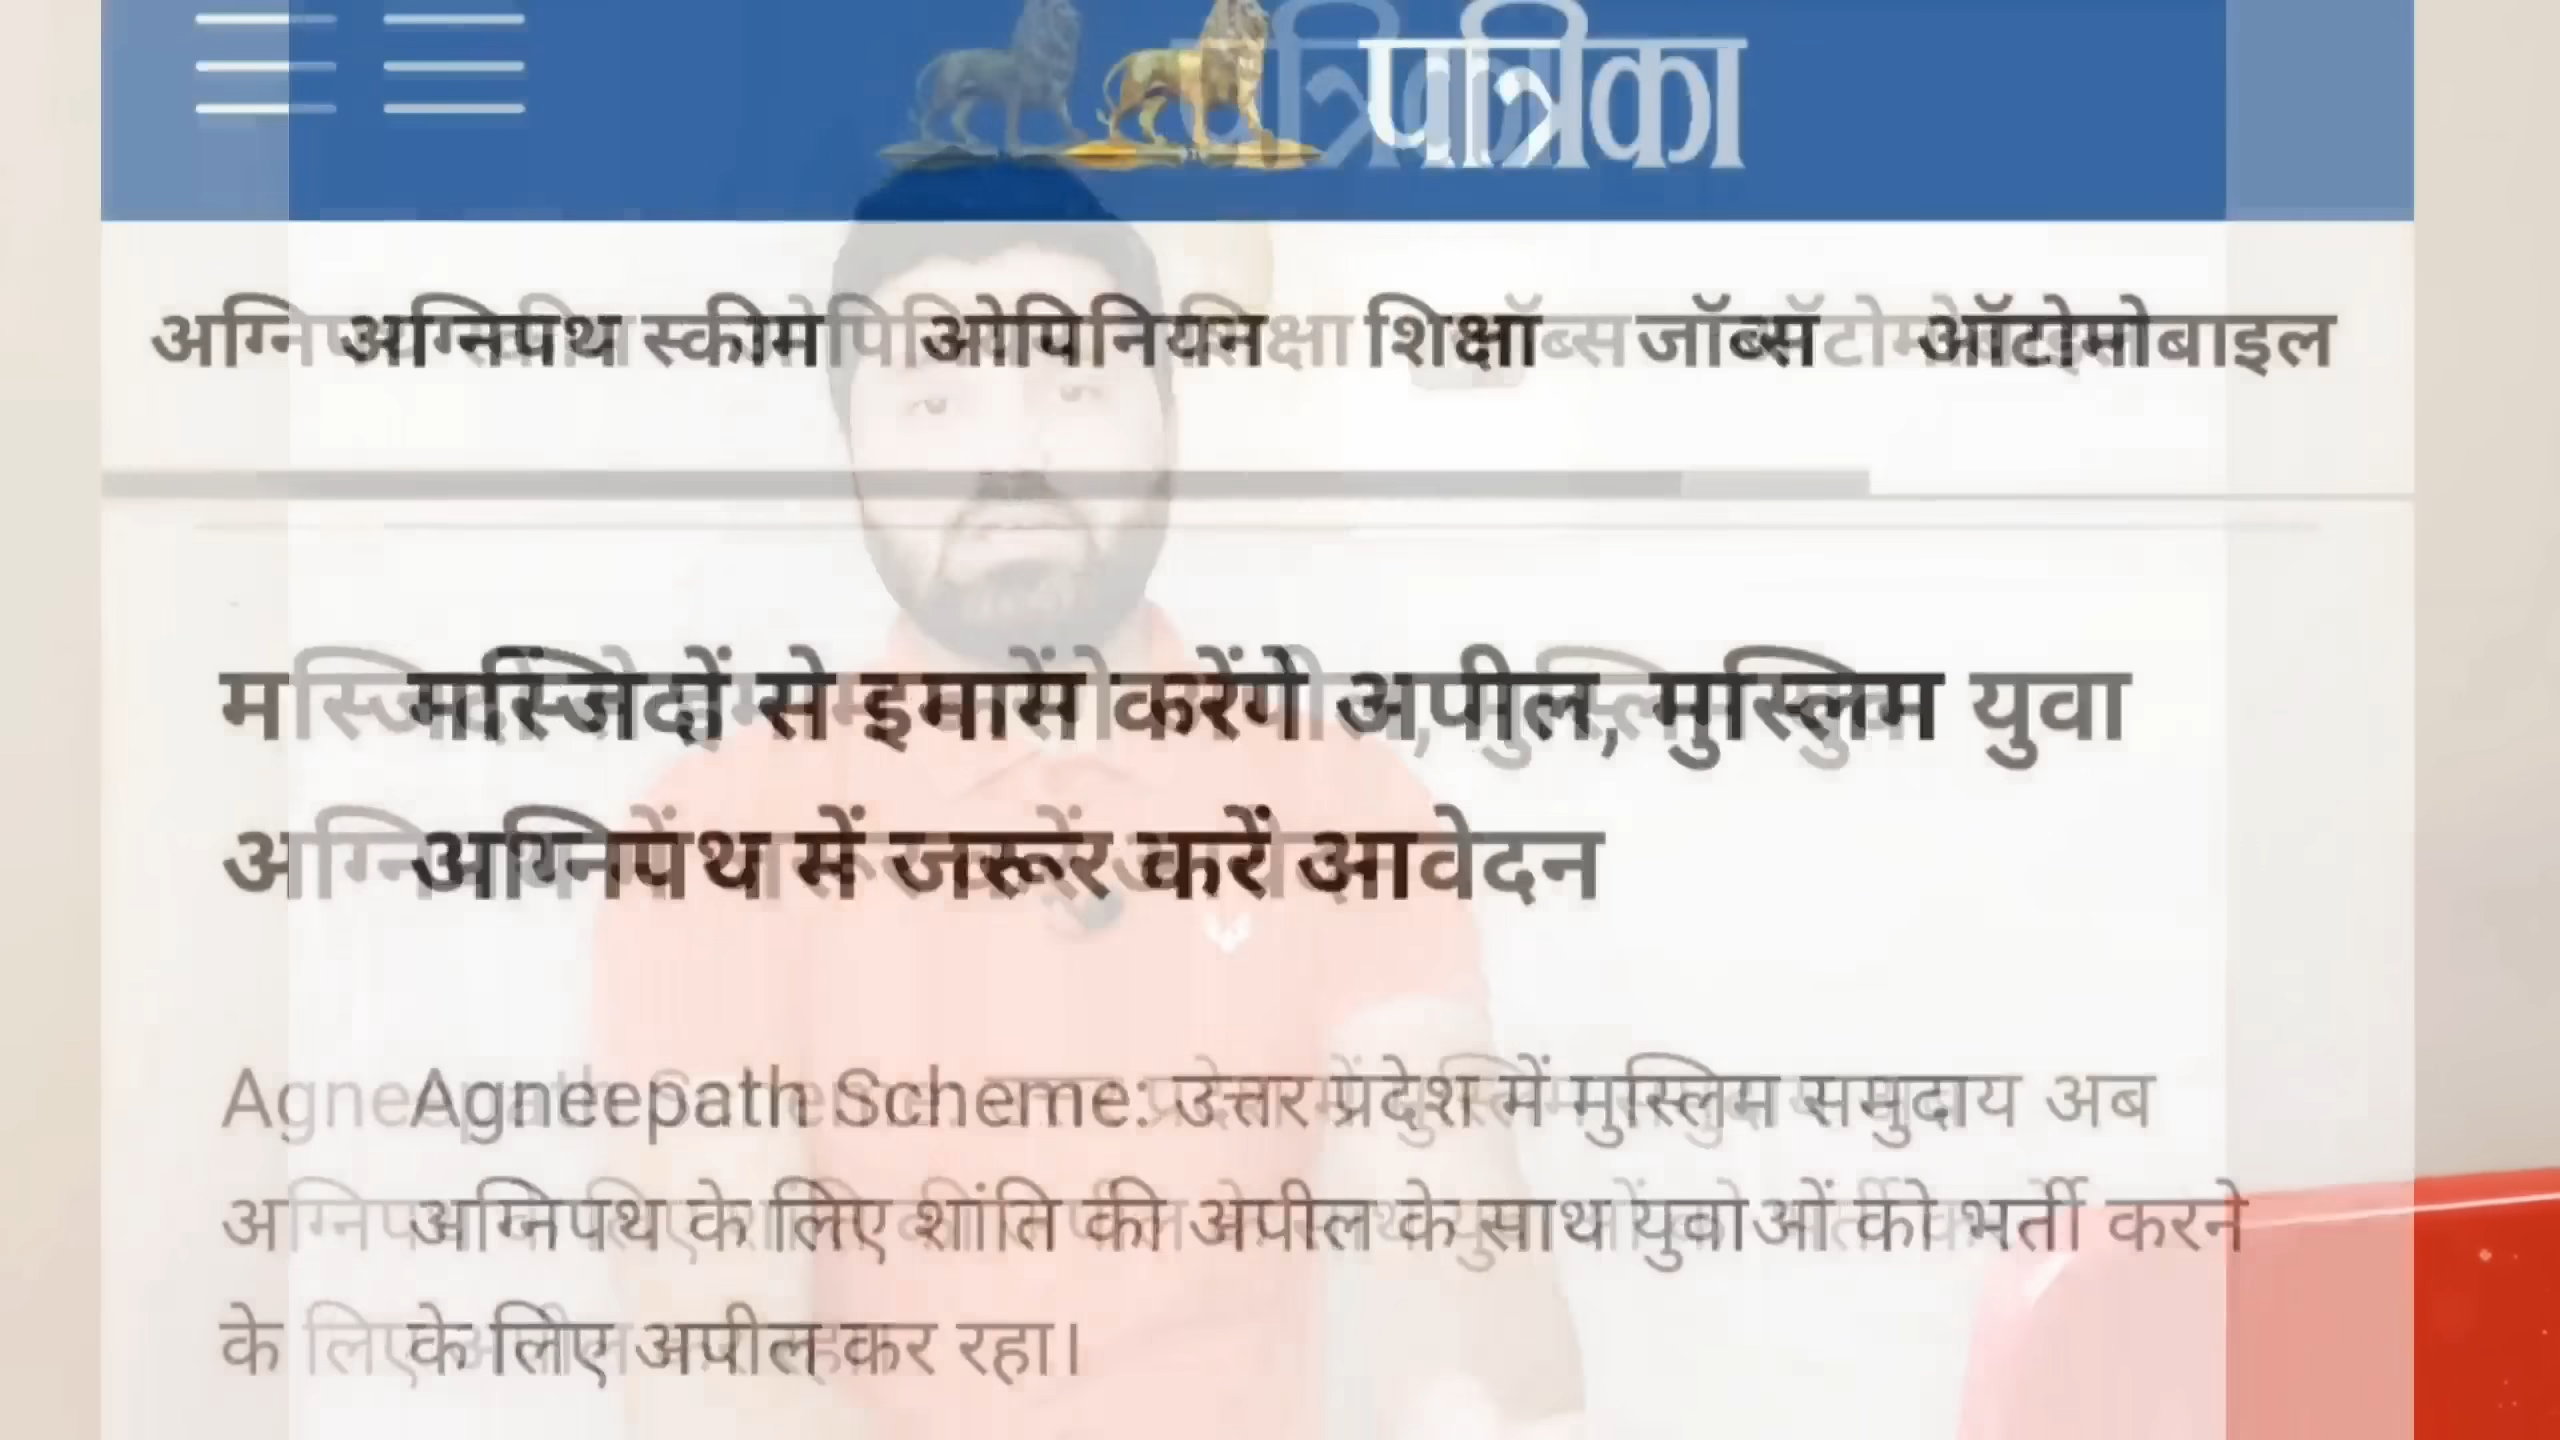 पत्रिका
अग्निपथ स्कीम ओपिनियन शिक्षा जॉब्स ऑटोमोबाइल
मस्जिदों से इमाम करेंगे अपील, मुस्लिम युवा
अग्निपथ में जरूर करें आवेदन
Agneepath Scheme: उत्तर प्रदेश में मुस्लिम समुदाय अब
अग्निपथ के लिए शांति की अपील के साथ युवाओं को भर्ती करने
के लिए अपील कर रहा।